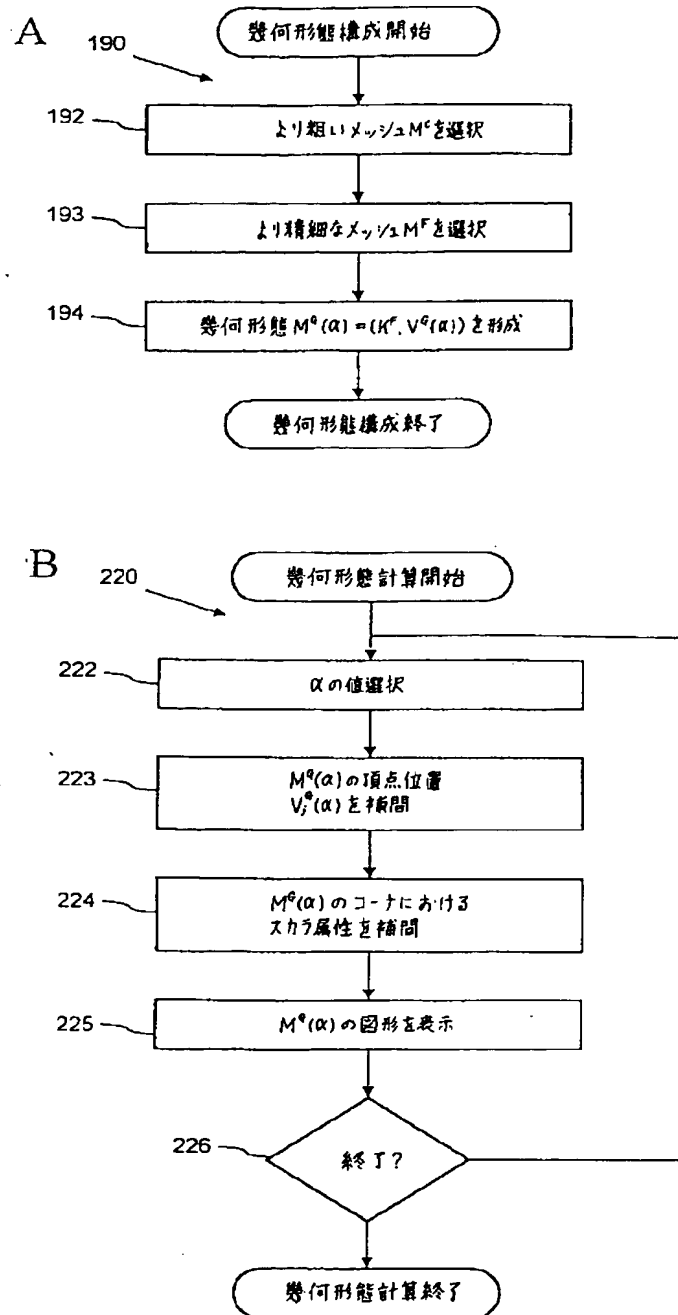 A
幾何形態構成開始
190
192
より粗いメッシュM^Cを選択
193
より精細なメッシュM^Fを選択
194
幾何形態M^G(α)=(K^F, V^G(α))を形成
幾何形態構成終了
B
220
幾何形態計算開始
222
αの値選択
223
M^G(α)の頂点位置
V_j^G(α)を補間
224
M^G(α)のコーナにおける
スカラ属性を補間
225
M^G(α)の図形を表示
226
終了?
幾何形態計算終了